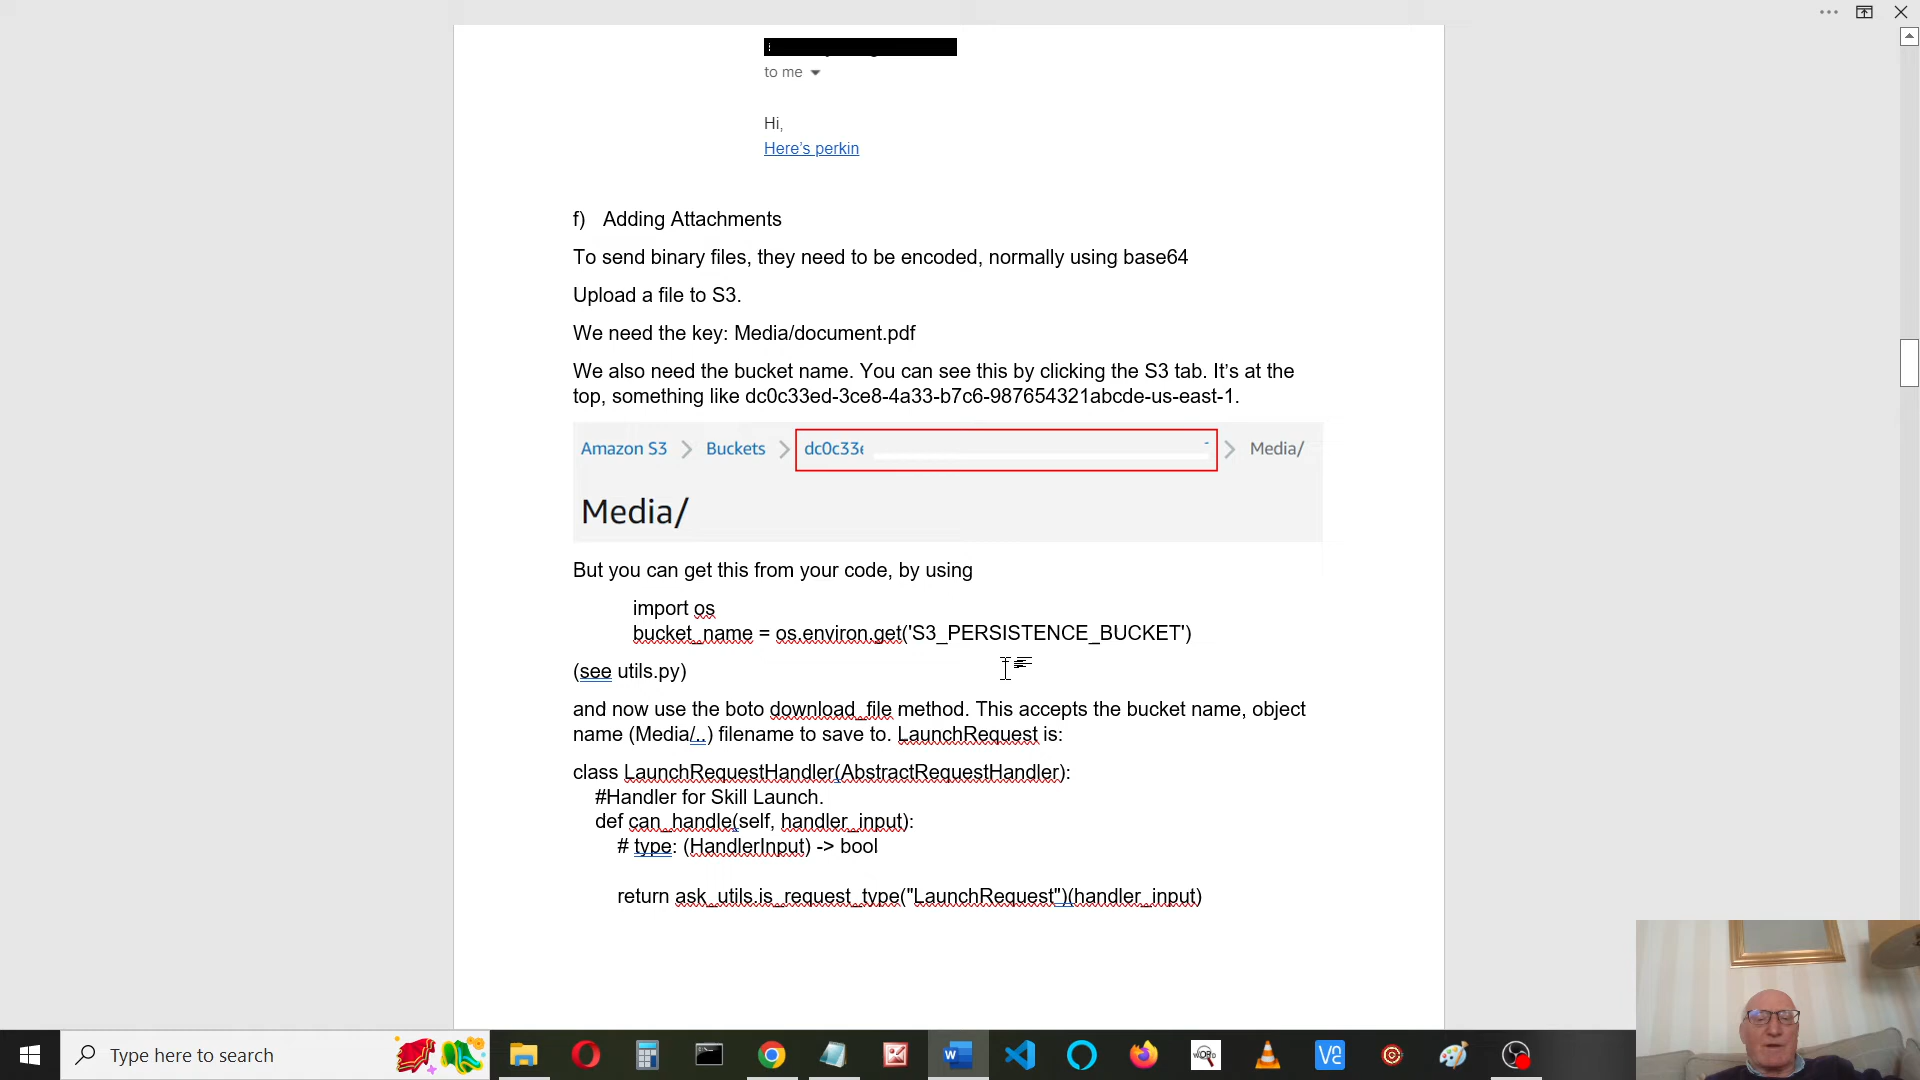 to me
Hi,
Here’s perkin
f) Adding Attachments
To send binary files, they need to be encoded, normally using base64
Upload a file to S3.
We need the key: Media/document.pdf
We also need the bucket name. You can see this by clicking the S3 tab. It’s at the
top, something like dc0c33ed-3ce8-4a33-b7c6-987654321abcde-us-east-1.
Amazon S3 Buckets dc0c33e Media/
Media/
But you can get this from your code, by using
import os
bucket_name = os.environ.get('S3_PERSISTENCE_BUCKET')
(see utils.py)
and now use the boto download_file method. This accepts the bucket name, object
name (Media/..) filename to save to. LaunchRequest is:
class LaunchRequestHandler(AbstractRequestHandler):
#Handler for Skill Launch.
def can_handle(self, handler_input):
# type: (HandlerInput) -> bool
return ask_utils.is_request_type("LaunchRequest")(handler_input)
Type here to search